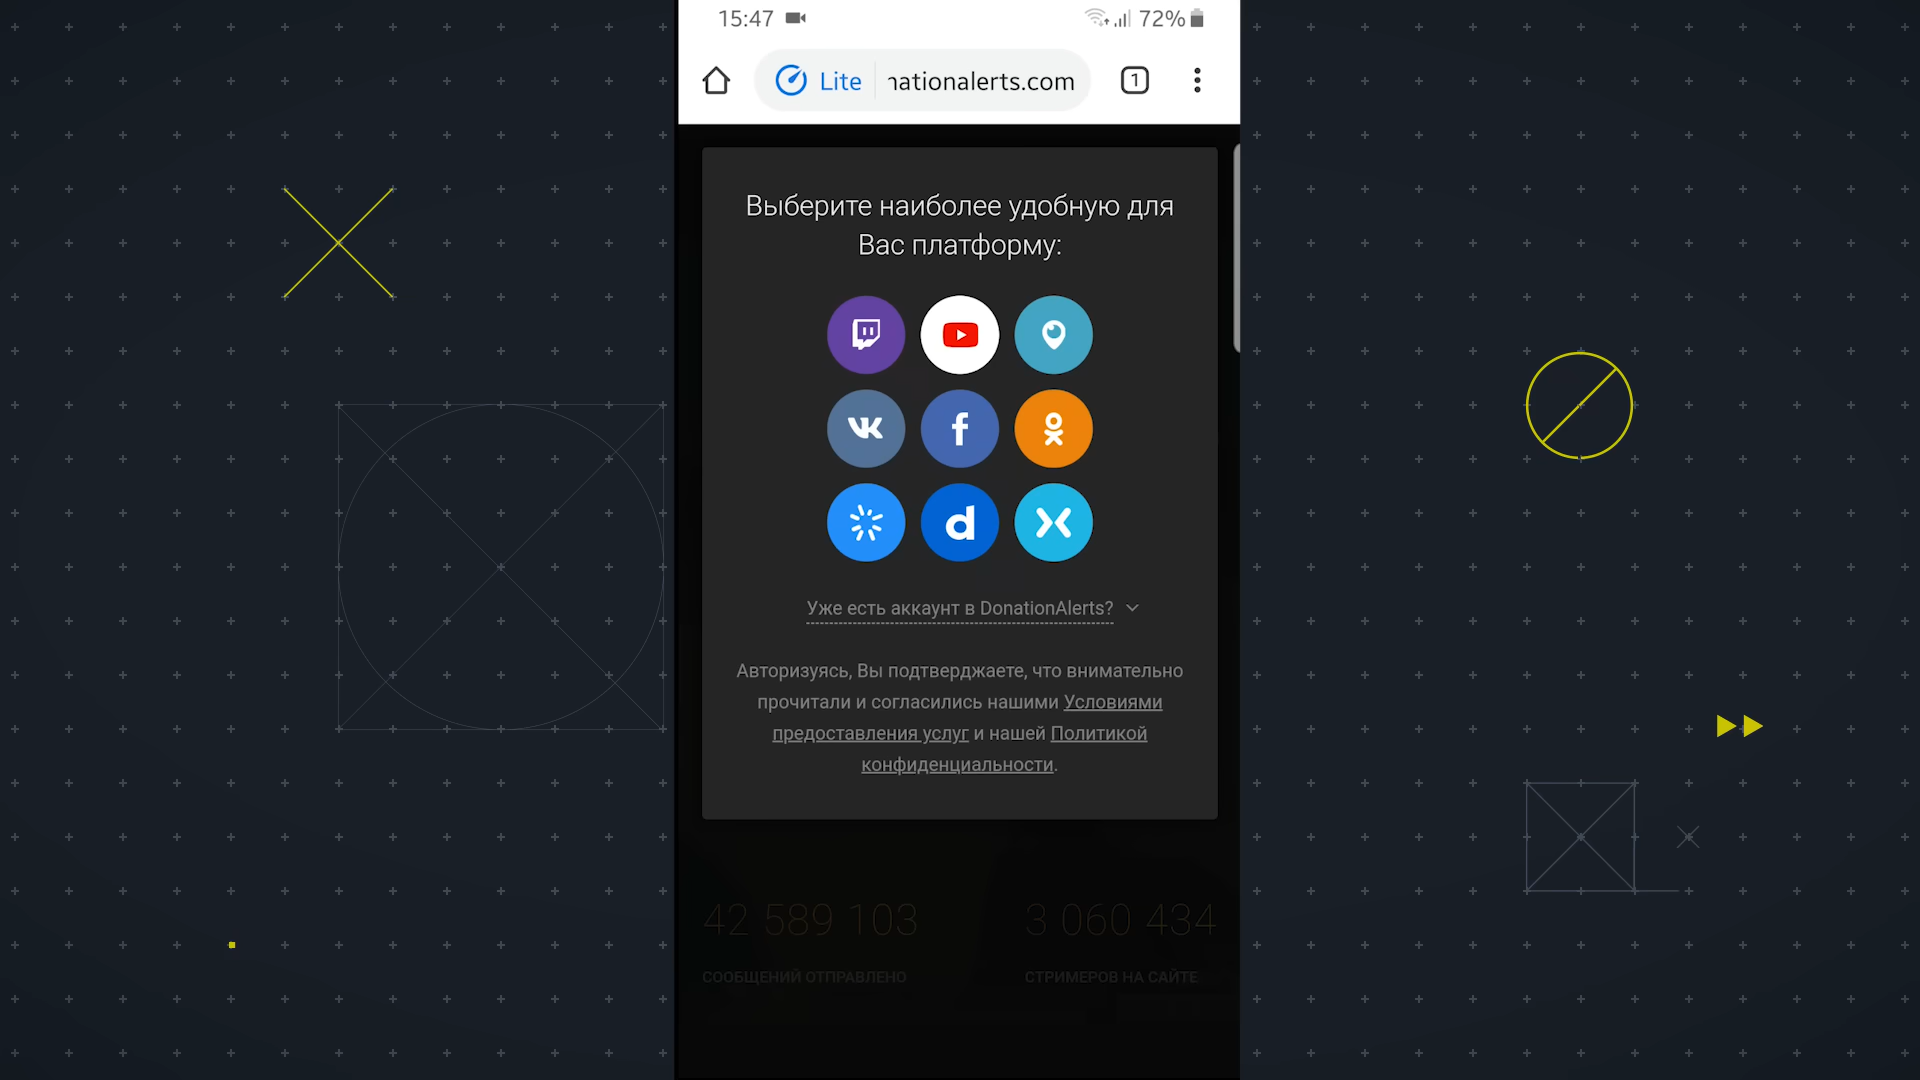 15:47
72%
Lite
nationalerts.com
1
Выберите наиболее удобную для
Вас платформу:
Уже есть аккаунт в DonationAlerts?
Авторизуясь, Вы подтверждаете, что внимательно
прочитали и согласились нашими Условиями
предоставления услуг и нашей Политикой
конфиденциальности.
42 589 103
3 060 434
СООБЩЕНИЙ ОТПРАВЛЕНО
СТРИМЕРОВ НА САЙТЕ